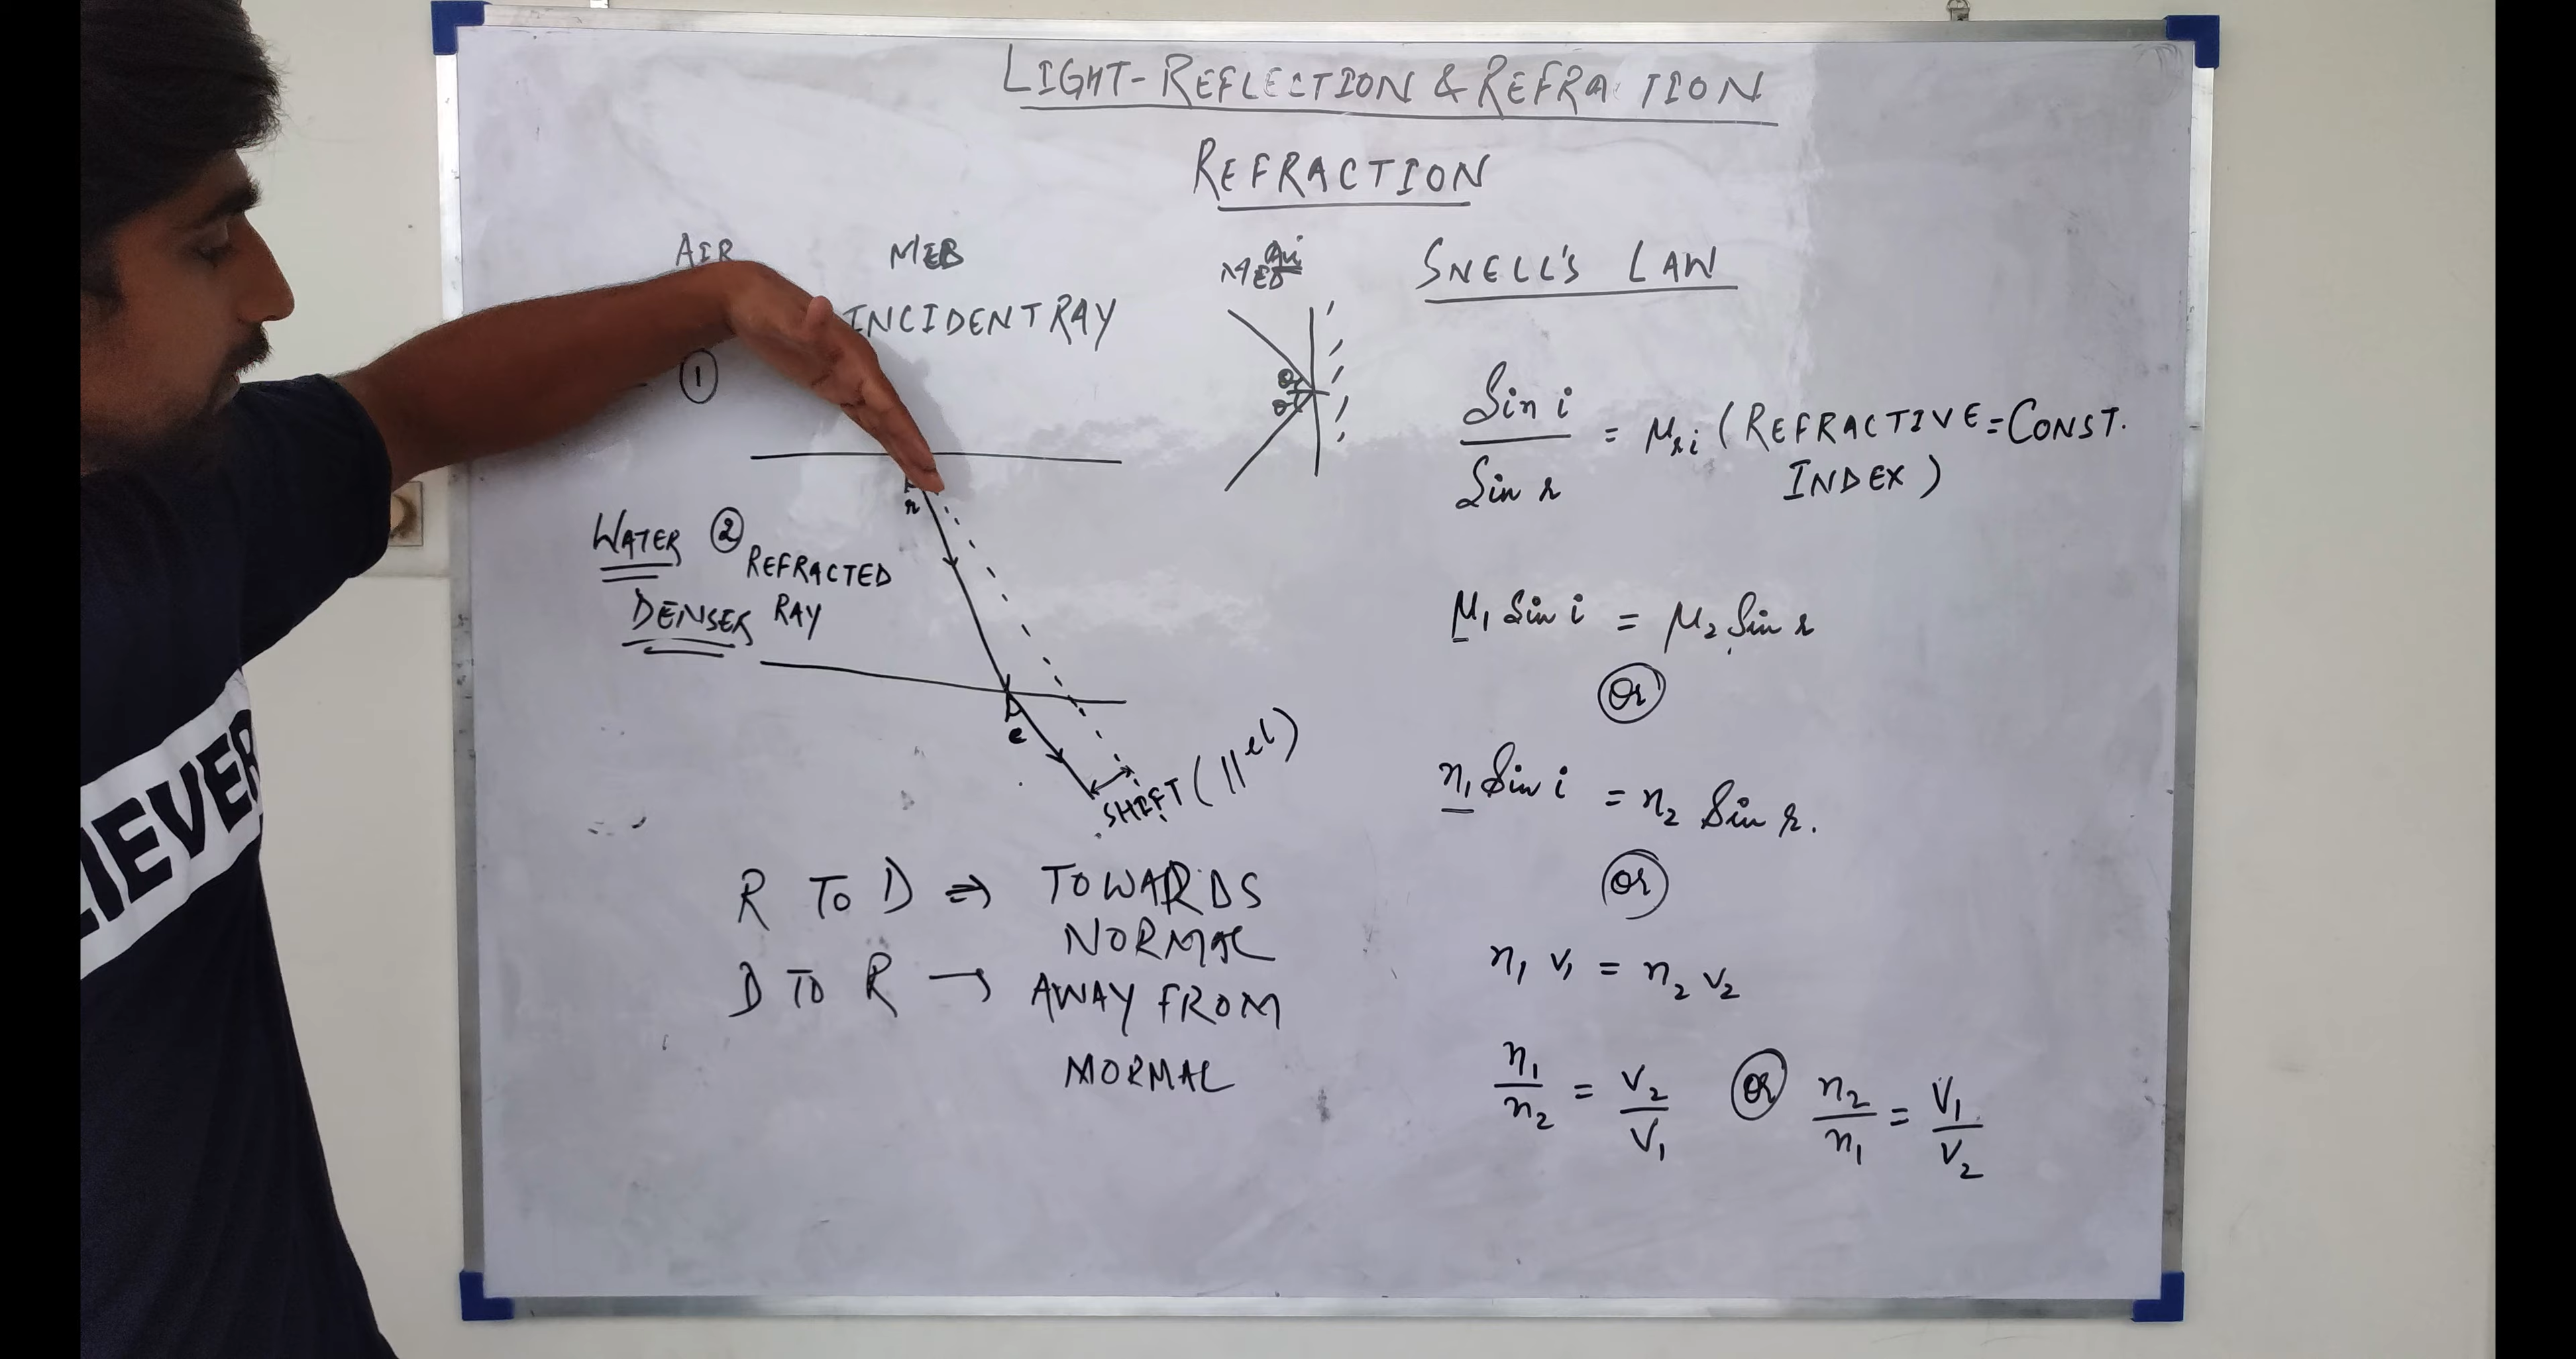 LIGHT-REFLECTION & REFRA TION
REFRACTION
AIR
MED
INCIDENT RAY
①
r
WATER ②
DENSER
REFRACTED
RAY
e
SHIFT (||el)
R TO D ⇒ TOWARDS
NORMAL
D TO R → AWAY FROM
NORMAL
MED
θ
θ
SNELL'S LAW
Sin i / Sin r = μri (REFRACTIVE = CONST.
INDEX)
μ₁ Sin i = μ₂ Sin r
or
n₁ Sin i = n₂ Sin r.
or
n₁ v₁ = n₂ v₂
n₁/n₂ = v₂/v₁ or n₂/n₁ = v₁/v₂
LIEVER